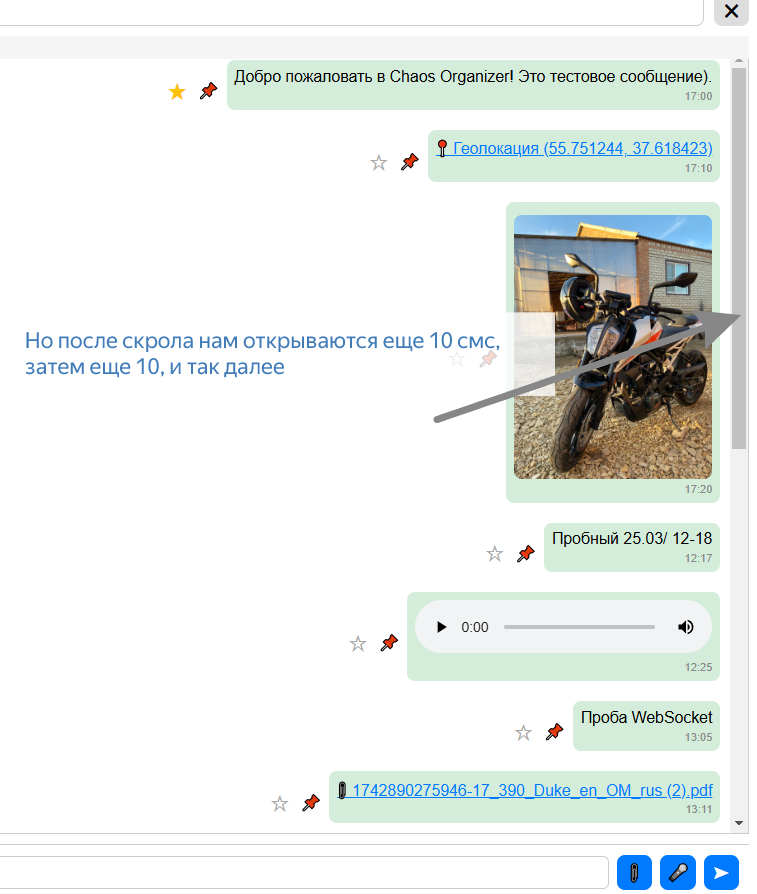 Добро пожаловать в Chaos Organizer! Это тестовое сообщение).
17:00
Геолокация (55.751244, 37.618423)
17:10
Но после скрола нам открываются еще 10 смс,
затем еще 10, и так далее
17:20
Пробный 25.03/ 12-18
12:17
0:00
12:25
Проба WebSocket
13:05
1742890275946-17_390_Duke_en_OM_rus (2).pdf
13:11